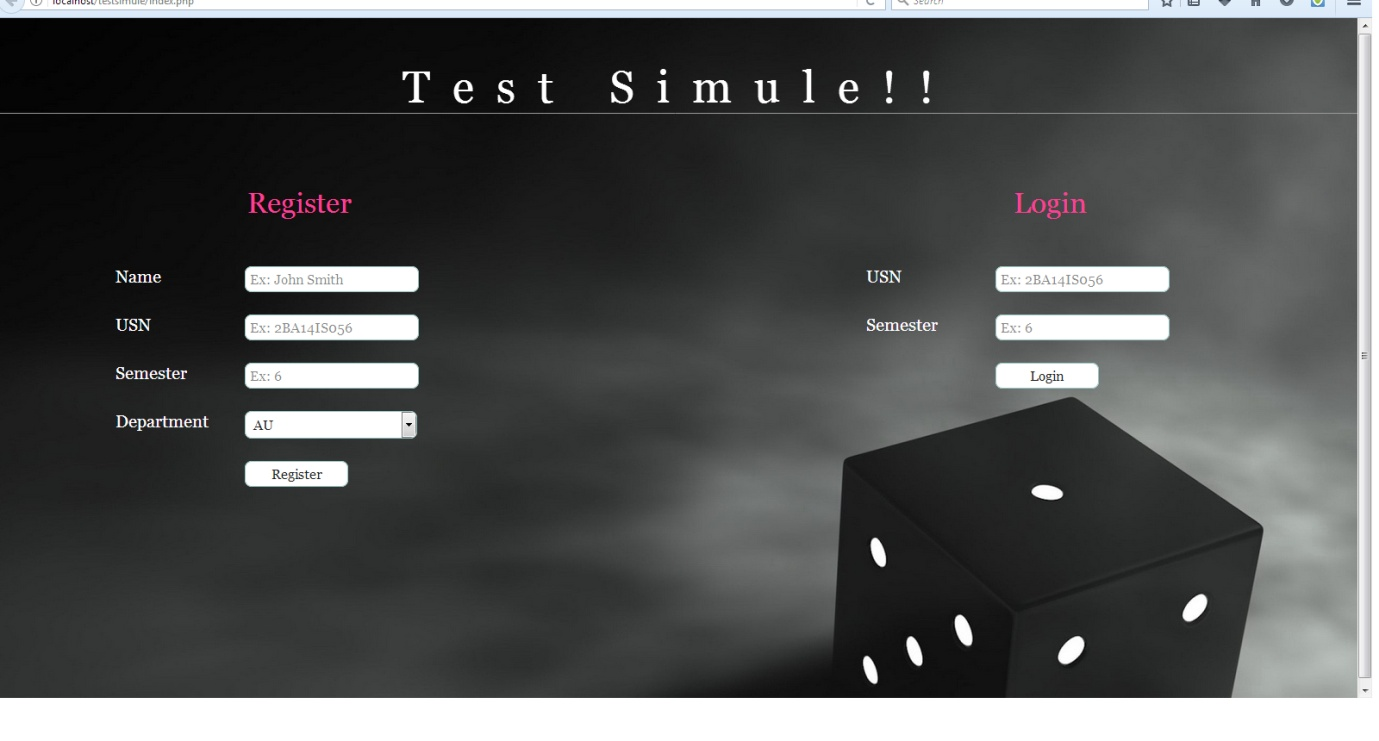 localhost/testsimule/index.php
Search
Test Simule!!
Register
Name
Ex: John Smith
USN
Ex: 2BA14IS056
Semester
Ex: 6
Department
AU
Register
Login
USN
Ex: 2BA14IS056
Semester
Ex: 6
Login